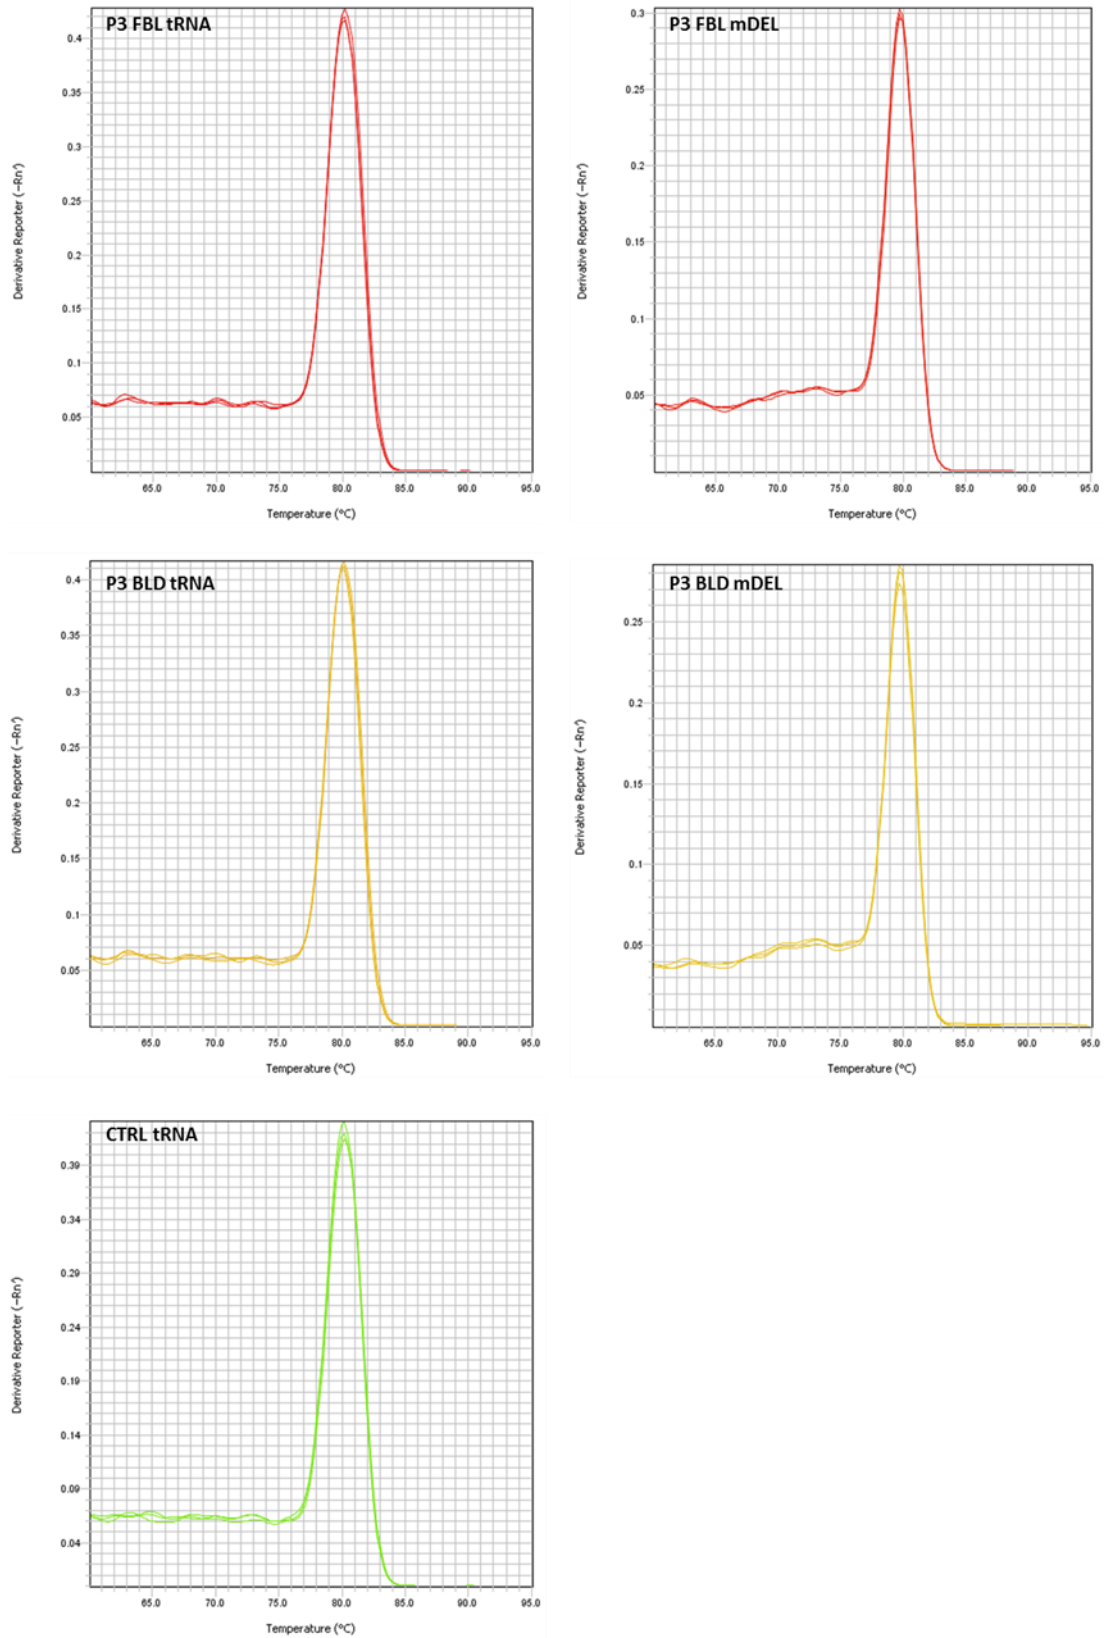 P3 FBL tRNA
0.4
0.35
0.3
0.25
0.2
0.15
0.1
0.05
Derivative Reporter (−Rn')
65.0 70.0 75.0 80.0 85.0 90.0 95.0
Temperature (°C)
P3 FBL mDEL
0.3
0.25
0.2
0.15
0.1
0.05
Derivative Reporter (−Rn')
65.0 70.0 75.0 80.0 85.0 90.0 95.0
Temperature (°C)
P3 BLD tRNA
0.4
0.35
0.3
0.25
0.2
0.15
0.1
0.05
Derivative Reporter (−Rn')
65.0 70.0 75.0 80.0 85.0 90.0 95.0
Temperature (°C)
P3 BLD mDEL
0.25
0.2
0.15
0.1
0.05
Derivative Reporter (−Rn')
65.0 70.0 75.0 80.0 85.0 90.0 95.0
Temperature (°C)
CTRL tRNA
0.39
0.34
0.29
0.24
0.19
0.14
0.09
0.04
Derivative Reporter (−Rn')
65.0 70.0 75.0 80.0 85.0 90.0 95.0
Temperature (°C)